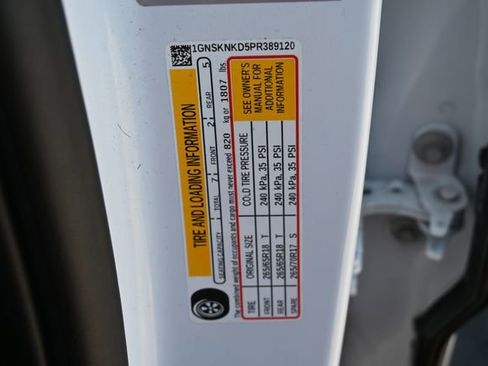 1GNSKNKD5PR389120
TIRE AND LOADING INFORMATION
SEATING CAPACITY TOTAL 7 FRONT 2 REAR 5
The combined weight of occupants and cargo must never exceed 820 kg or 1807 lbs
TIRE ORIGINAL SIZE COLD TIRE PRESSURE
FRONT 265/65R18 T 240 kPa, 35 PSI
REAR 265/65R18 T 240 kPa, 35 PSI
SPARE 265/70R17 S 240 kPa, 35 PSI
SEE OWNER'S
MANUAL FOR
ADDITIONAL
INFORMATION